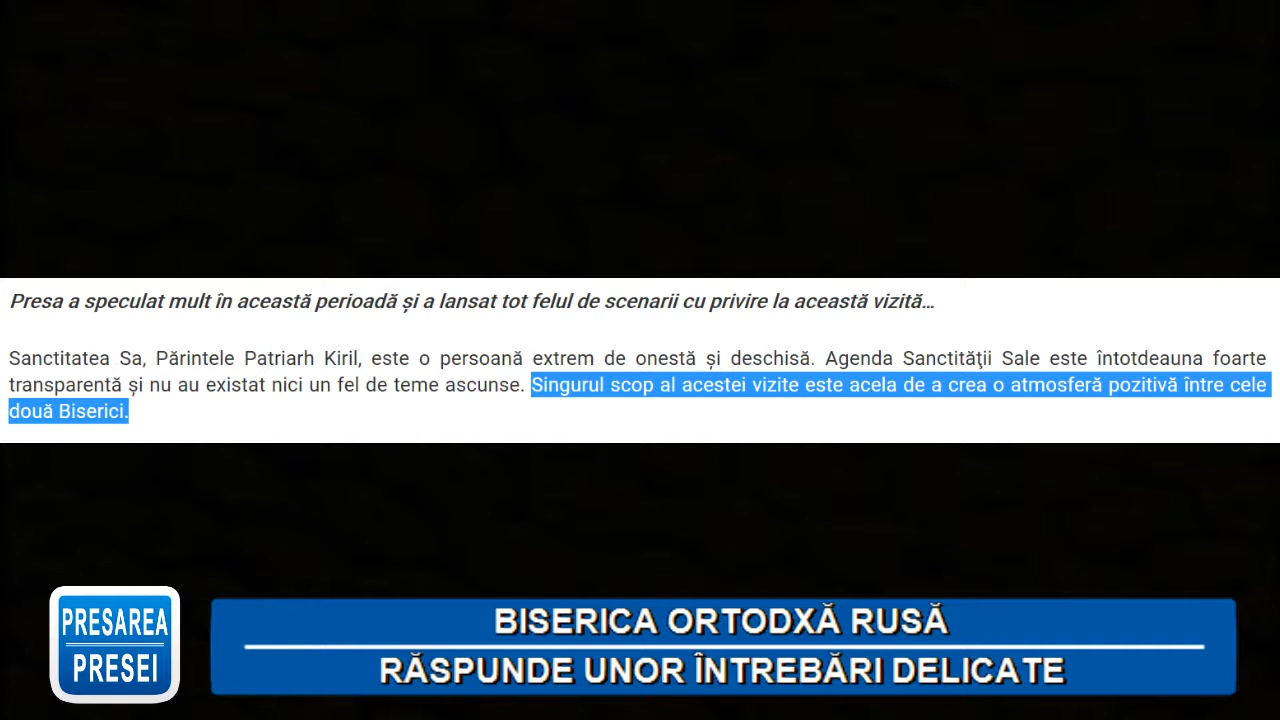 Presa a speculat mult în această perioadă și a lansat tot felul de scenarii cu privire la această vizită...
Sanctitatea Sa, Părintele Patriarh Kiril, este o persoană extrem de onestă și deschisă. Agenda Sanctităţii Sale este întotdeauna foarte
transparentă și nu au existat nici un fel de teme ascunse. Singurul scop al acestei vizite este acela de a crea o atmosferă pozitivă între cele
două Biserici.
PRESAREA
PRESEI
BISERICA ORTODXĂ RUSĂ
RĂSPUNDE UNOR ÎNTREBĂRI DELICATE